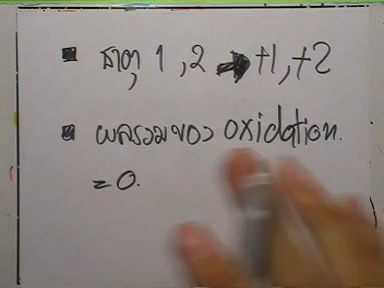 ธาตุ 1 , 2 → +1, +2
ผลรวมของ oxidation.
= 0.